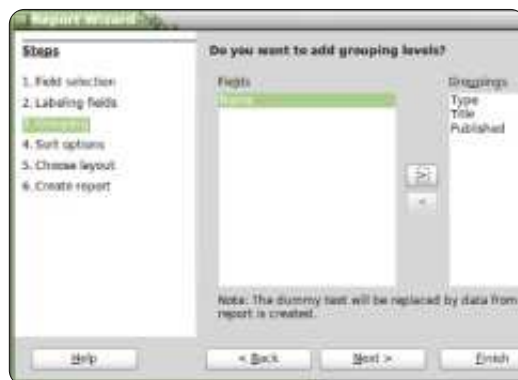 Report Wizard
Steps
1. Field selection
2. Labeling fields
3. Grouping
4. Sort options
5. Choose layout
6. Create report
Do you want to add grouping levels?
Fields
Name
Groupings
Type
Title
Published
>
<
Note: The dummy text will be replaced by data from
report is created.
Help
< Back
Next >
Finish